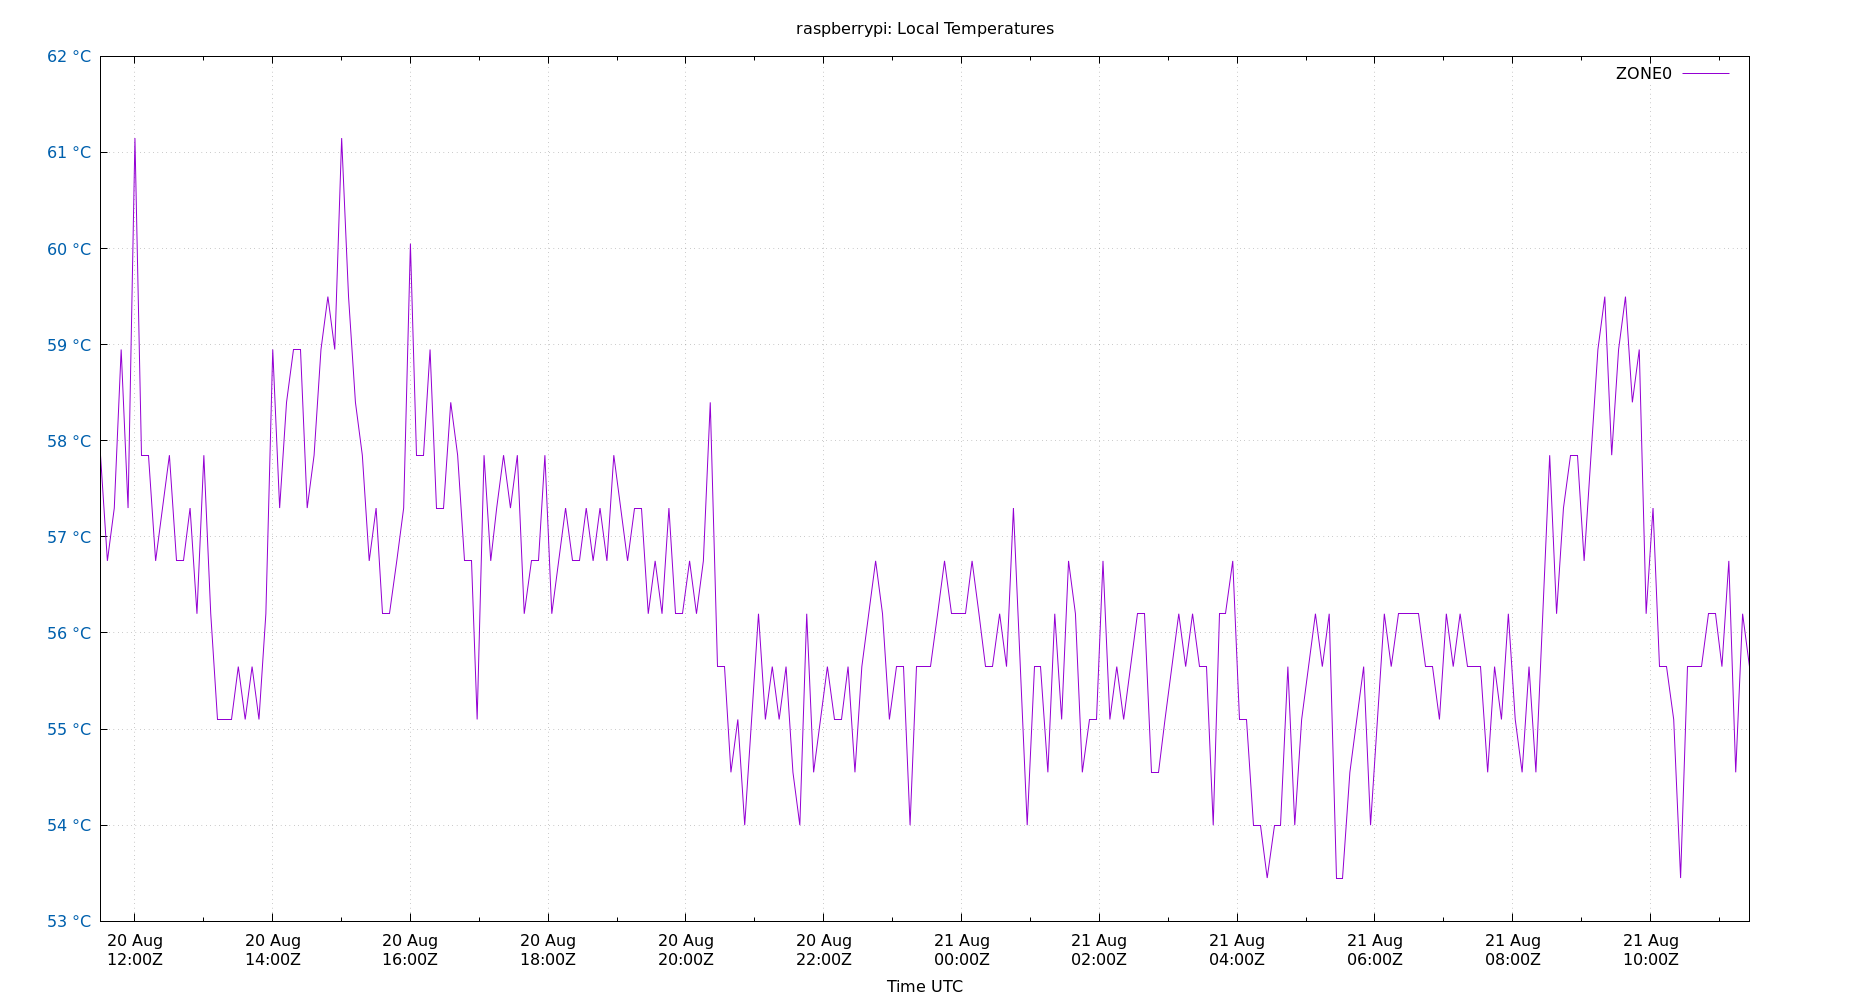 raspberrypi: Local Temperatures
62 °C
ZONE0
61 °C
60 °C
59 °C
58 °C
57 °C
56 °C
55 °C
54 °C
53 °C
20 Aug 20 Aug 20 Aug 20 Aug 20 Aug 20 Aug 21 Aug 21 Aug 21 Aug 21 Aug 21 Aug 21 Aug
12:00Z 14:00Z 16:00Z 18:00Z 20:00Z 22:00Z 00:00Z 02:00Z 04:00Z 06:00Z 08:00Z 10:00Z
Time UTC